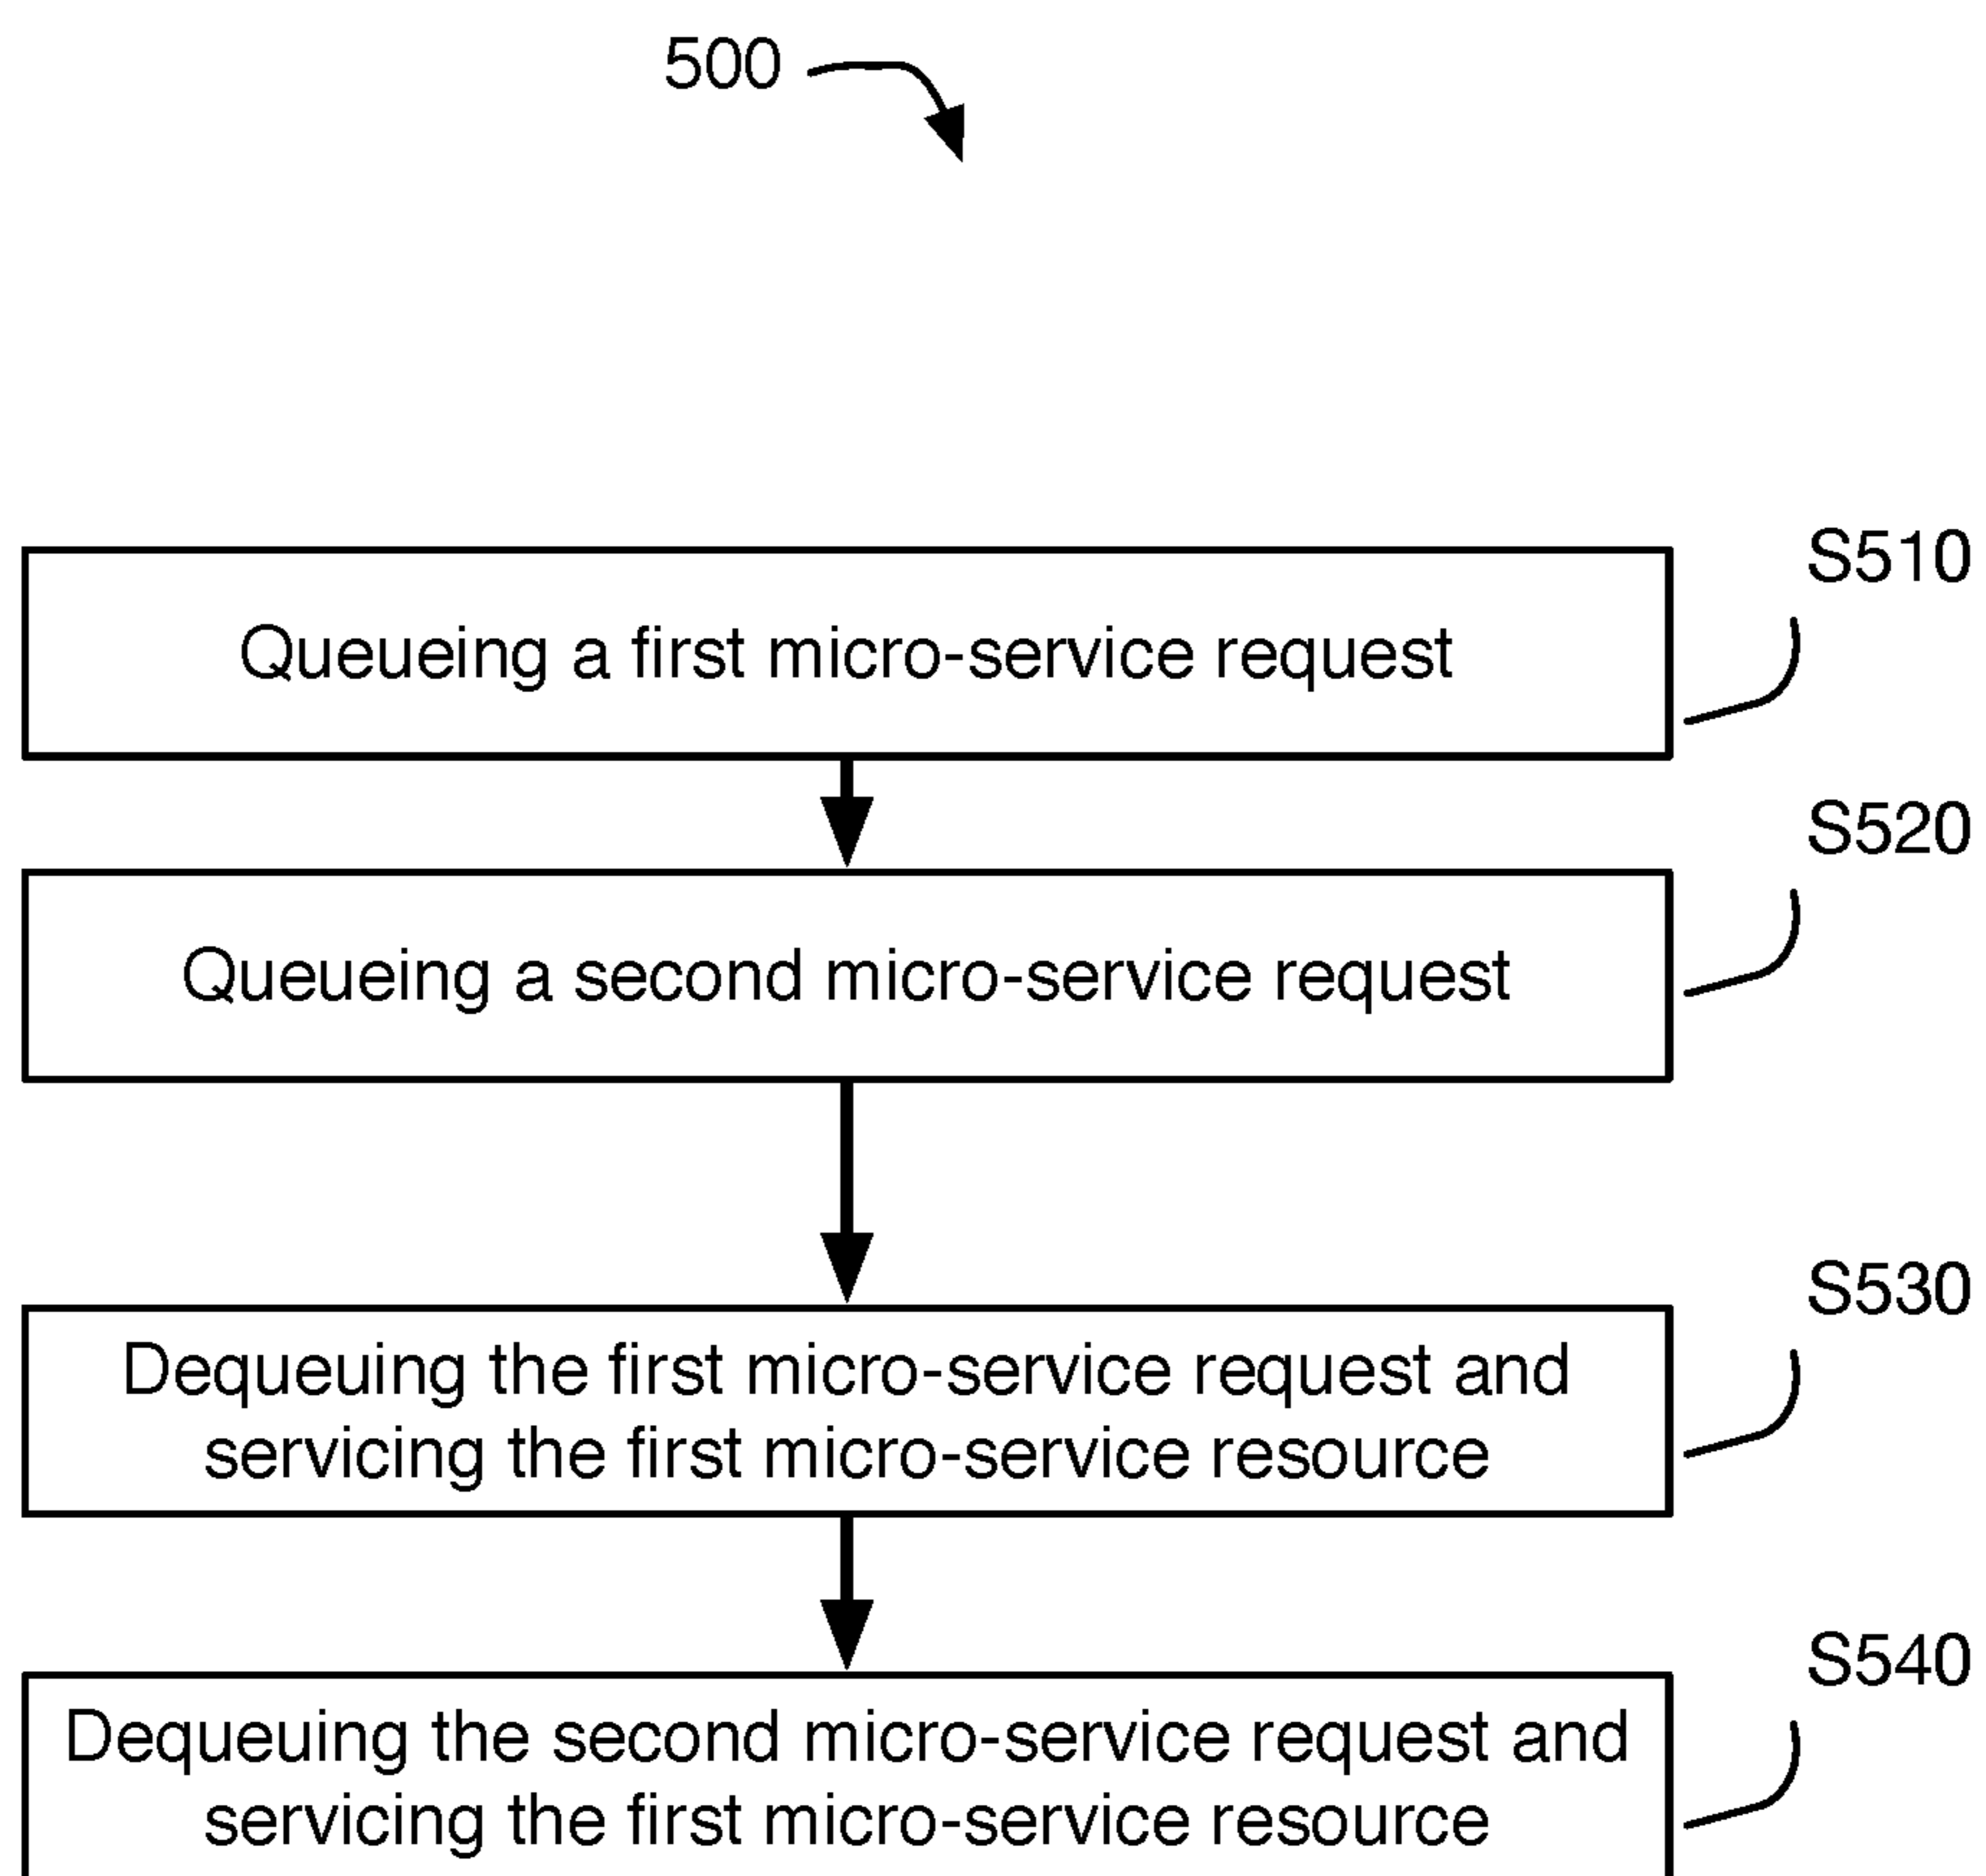 500
S510
Queueing a first micro-service request
S520
Queueing a second micro-service request
S530
Dequeuing the first micro-service request and
servicing the first micro-service resource
S540
Dequeuing the second micro-service request and
servicing the first micro-service resource